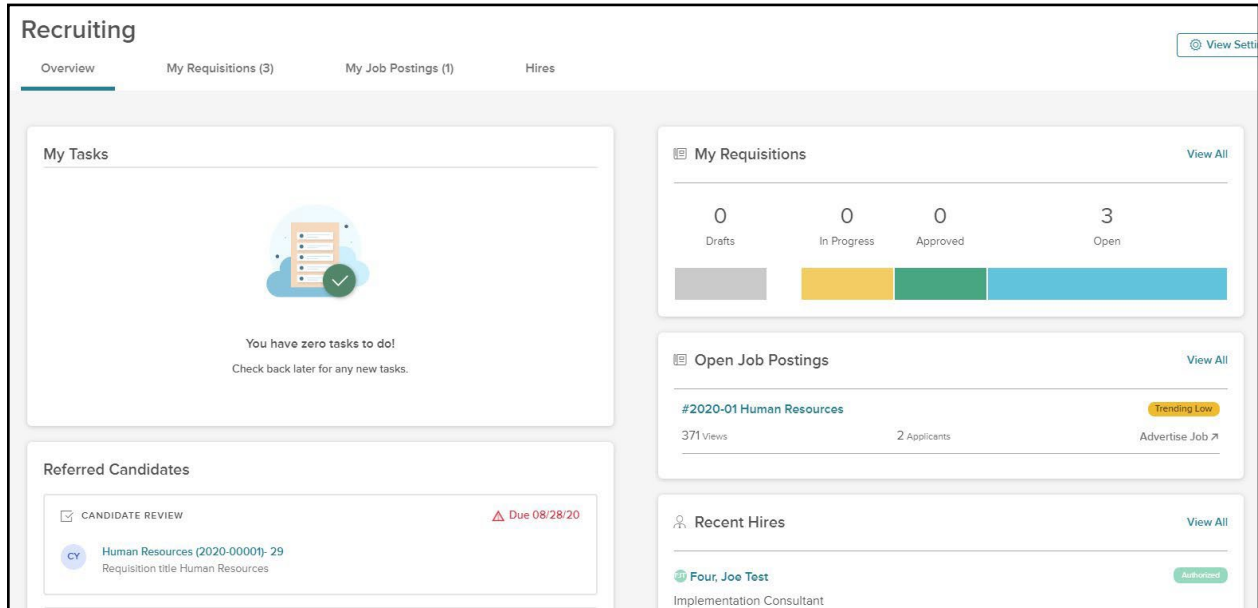 Recruiting
View Setti
Overview My Requisitions (3) My Job Postings (1) Hires
My Tasks
You have zero tasks to do!
Check back later for any new tasks.
Referred Candidates
CANDIDATE REVIEW Due 08/28/20
CY
Human Resources (2020-00001)- 29
Requisition title Human Resources
My Requisitions View All
0 0 0 3
Drafts In Progress Approved Open
Open Job Postings View All
#2020-01 Human Resources Trending Low
371 Views 2 Applicants Advertise Job
Recent Hires View All
Four, Joe Test Authorized
Implementation Consultant